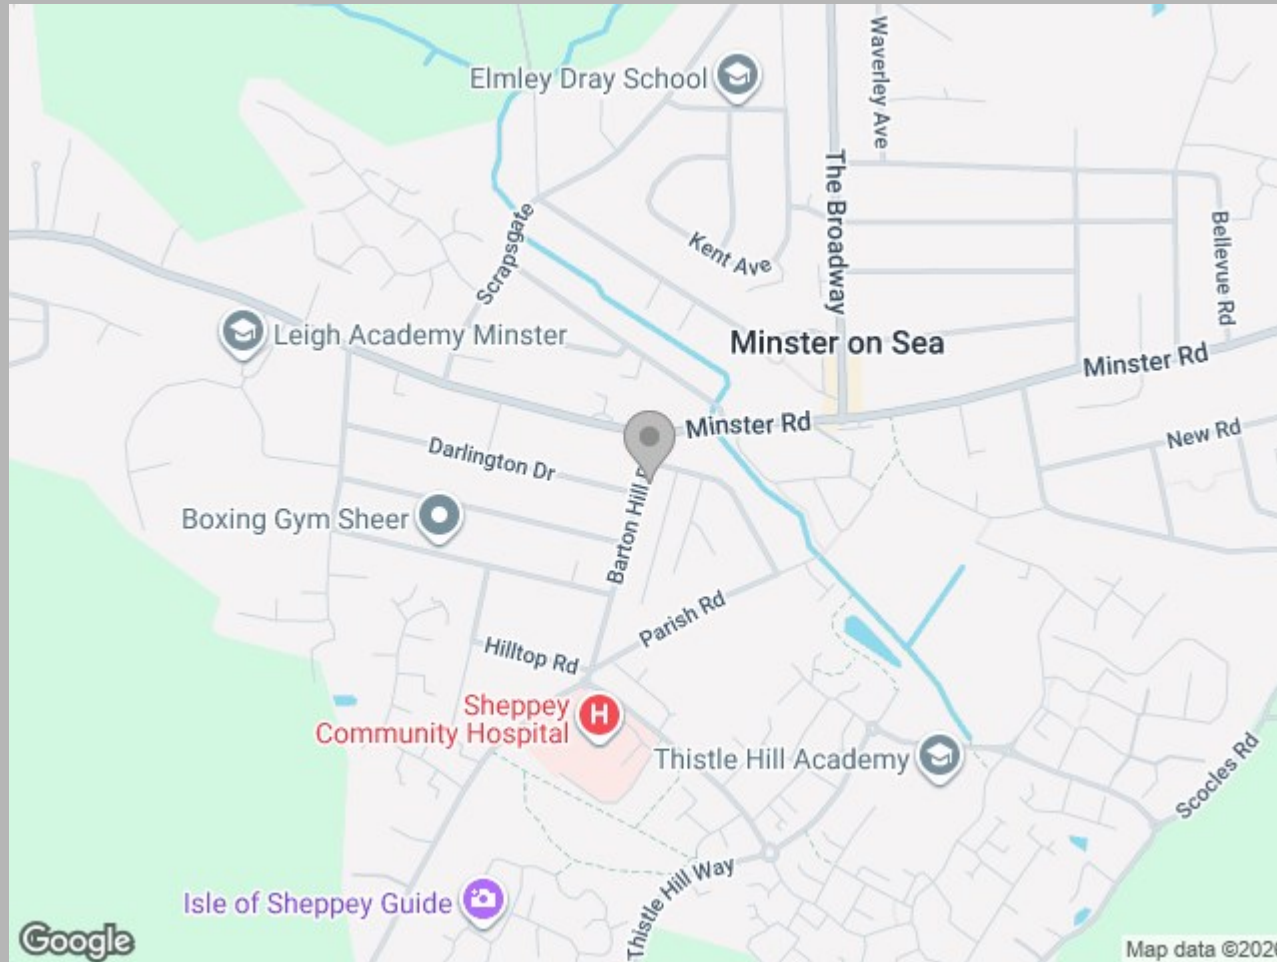 Elmley Dray School
Waverley Ave
The Broadway
Scrapsgate
Kent Ave
Bellevue Rd
Leigh Academy Minster
Minster on Sea
Minster Rd
Minster Rd
New Rd
Darlington Dr
Boxing Gym Sheer
Barton Hill
Parish Rd
Hilltop Rd
Sheppey
Community Hospital
H
Thistle Hill Academy
Scocles Rd
Thistle Hill Way
Isle of Sheppey Guide
Google
Map data ©2026